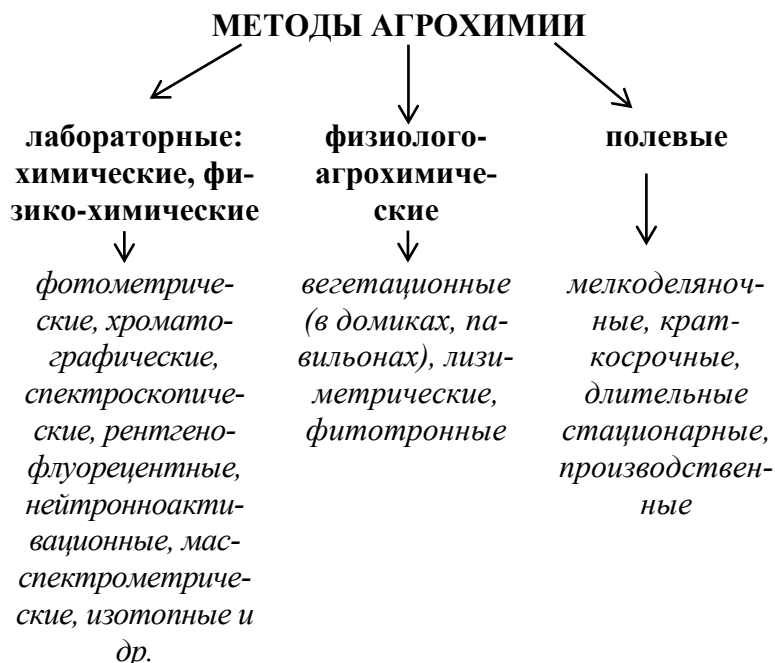 МЕТОДЫ АГРОХИМИИ
лабораторные:
химические, фи-
зико-химические
фотометриче-
ские, хромато-
графические,
спектроскопиче-
ские, рентгено-
флуорецентные,
нейтронноакти-
вационные, мас-
спектрометриче-
ские, изотопные и
др.
физиолого-
агрохимиче-
ские
вегетационные
(в домиках, па-
вильонах), лизи-
метрические,
фитотронные
полевые
мелкоделяноч-
ные, крат-
косрочные,
длительные
стационарные,
производствен-
ные